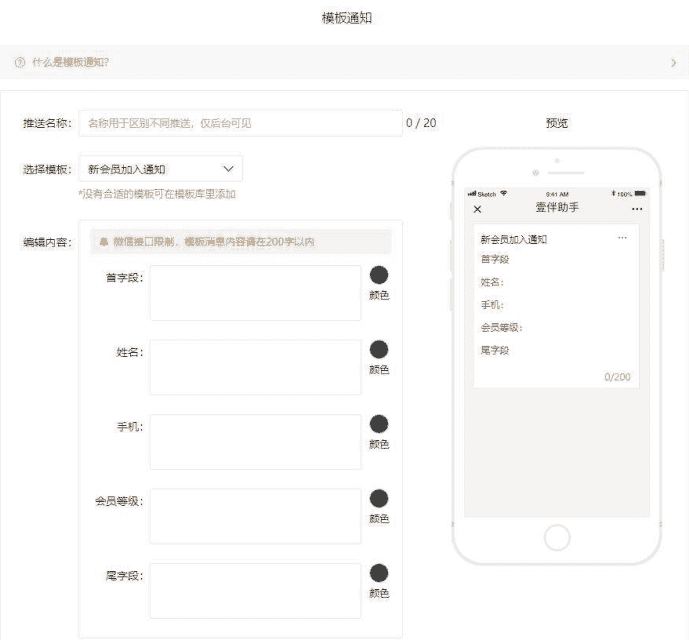 模板通知
什么是模板通知?
推送名称: 名称用于区别不同推送，仅后台可见 0 / 20
预览
选择模板: 新会员加入通知
*没有合适的模板可在模板库里添加
编辑内容:
微信接口限制，模板消息内容请在200字以内
首字段:
颜色
姓名:
颜色
手机:
颜色
会员等级:
颜色
尾字段:
颜色
Sketch 9:41 AM 100%
壹伴助手
新会员加入通知
首字段
姓名:
手机:
会员等级:
尾字段
0/200